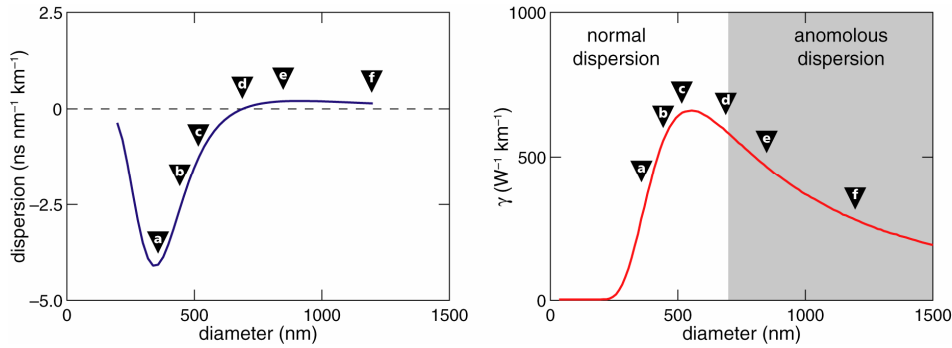 2.5
0
-2.5
-5.0
dispersion (ns nm⁻¹ km⁻¹)
a
b
c
d
e
f
0
500
1000
1500
diameter (nm)
1000
500
0
γ (W⁻¹ km⁻¹)
normal
dispersion
anomolous
dispersion
a
b
c
d
e
f
0
500
1000
1500
diameter (nm)